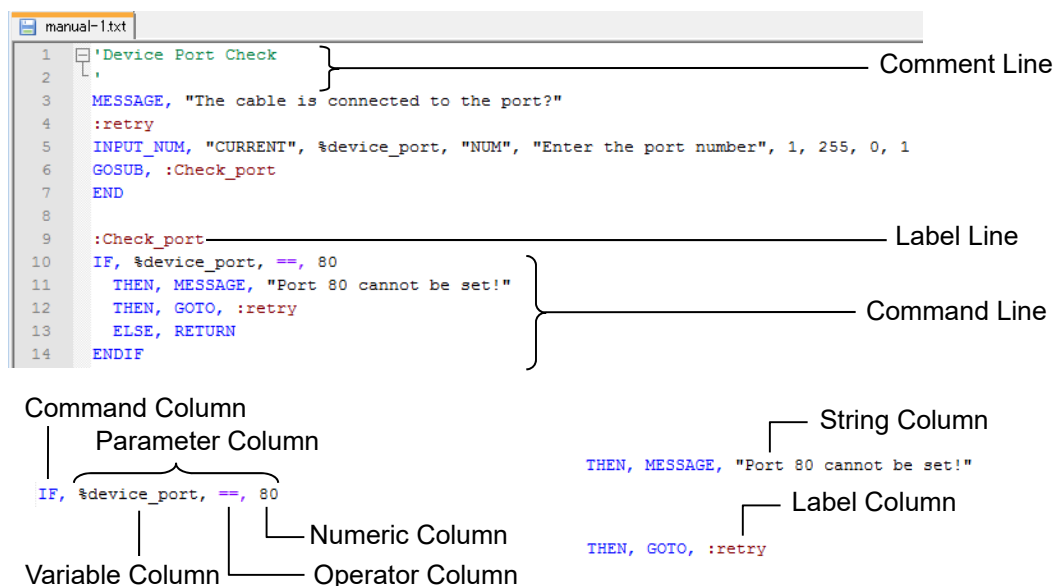 manual-1.txt
1 'Device Port Check
2 '
3 MESSAGE, "The cable is connected to the port?"
4 :retry
5 INPUT_NUM, "CURRENT", %device_port, "NUM", "Enter the port number", 1, 255, 0, 1
6 GOSUB, :Check_port
7 END
8
9 :Check_port
10 IF, %device_port, ==, 80
11 THEN, MESSAGE, "Port 80 cannot be set!"
12 THEN, GOTO, :retry
13 ELSE, RETURN
14 ENDIF
Comment Line
Label Line
Command Line
Command Column
Parameter Column
IF, %device_port, ==, 80
Numeric Column
Variable Column
Operator Column
String Column
THEN, MESSAGE, "Port 80 cannot be set!"
Label Column
THEN, GOTO, :retry